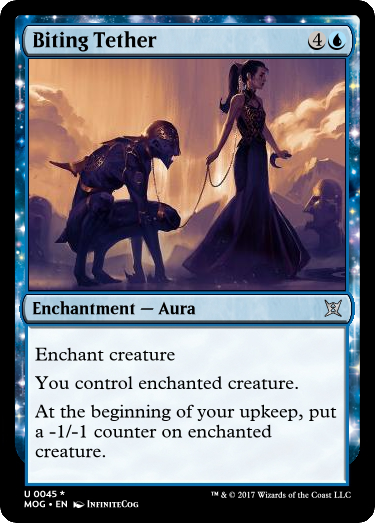 Biting Tether 4
Enchantment — Aura
Enchant creature
You control enchanted creature.
At the beginning of your upkeep, put
a -1/-1 counter on enchanted
creature.
U 0045 *
MOG • EN InfiniteCog
™ & © 2017 Wizards of the Coast LLC